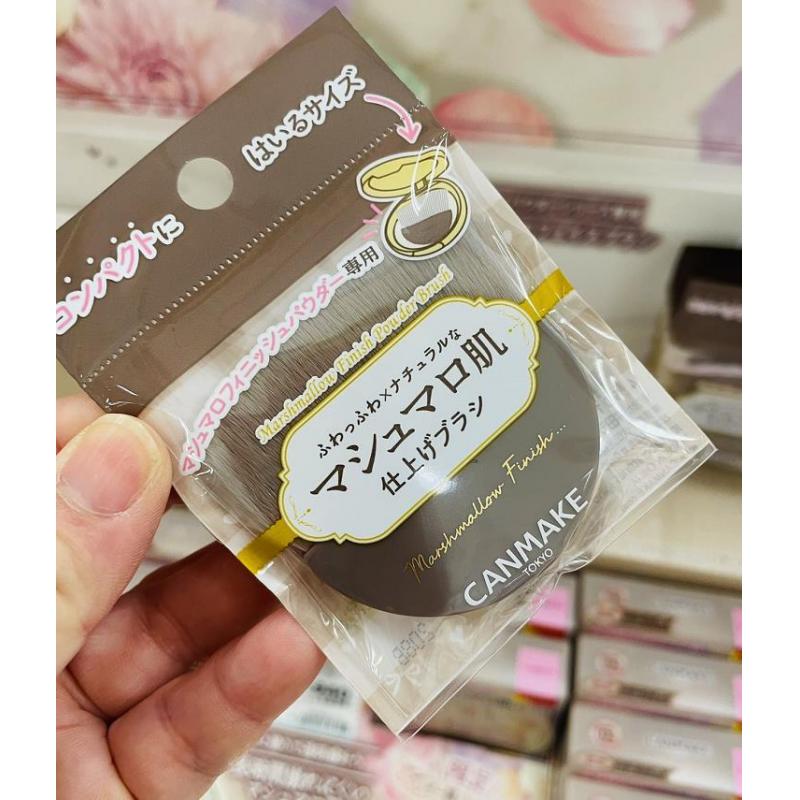 コンパクトに
はいるサイズ
マシュマロフィニッシュパウダー専用
Marshmallow Finish Powder Brush
ふわっふわ×ナチュラルな
マシュマロ肌
仕上げブラシ
Marshmallow Finish...
CANMAKE
TOKYO